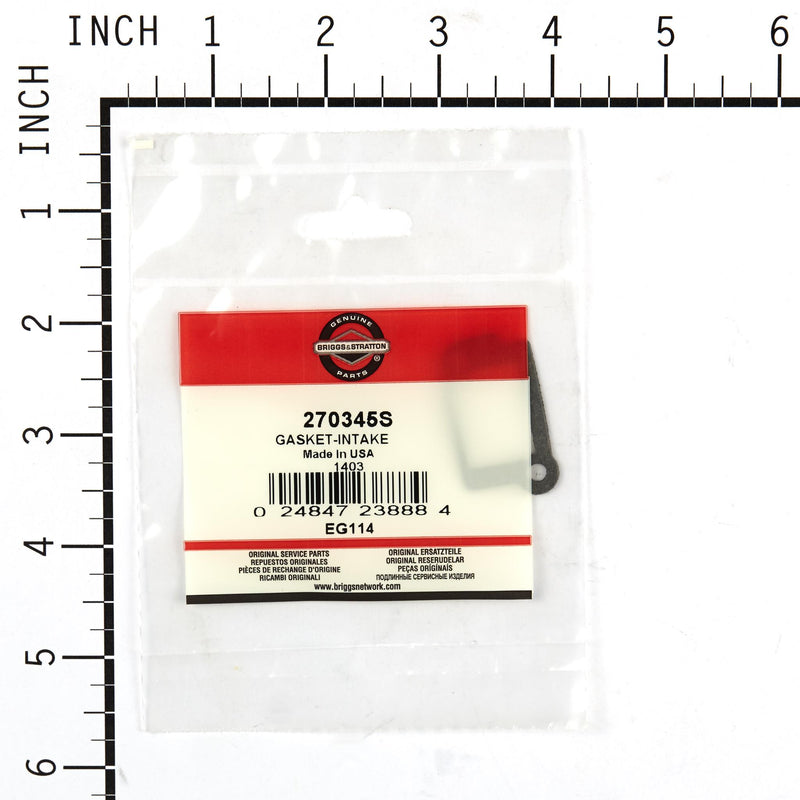 INCH 1 2 3 4 5 6
INCH
1
2
3
4
5
6
GENUINE
BRIGGS&STRATTON
®
PARTS
270345S
GASKET-INTAKE
Made In USA
1403
0 24847 23888 4
EG114
ORIGINAL SERVICE PARTS
REPUESTOS ORIGINALES
PIÈCES DE RECHANGE D'ORIGINE
RICAMBI ORIGINALI
ORIGINAL ERSATZTEILE
ORIGINAL RESERUDELAR
PEÇAS ORÍGINAIS
ПОДЛИННЫЕ СЕРВИСНЫЕ ИЗДЕЛИЯ
www.briggsnetwork.com